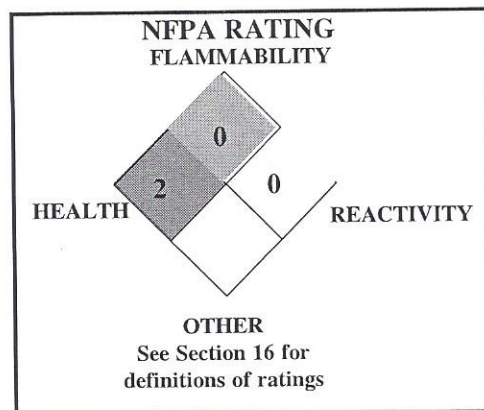 NFPA RATING
FLAMMABILITY
0
2
0
HEALTH
REACTIVITY
OTHER
See Section 16 for
definitions of ratings